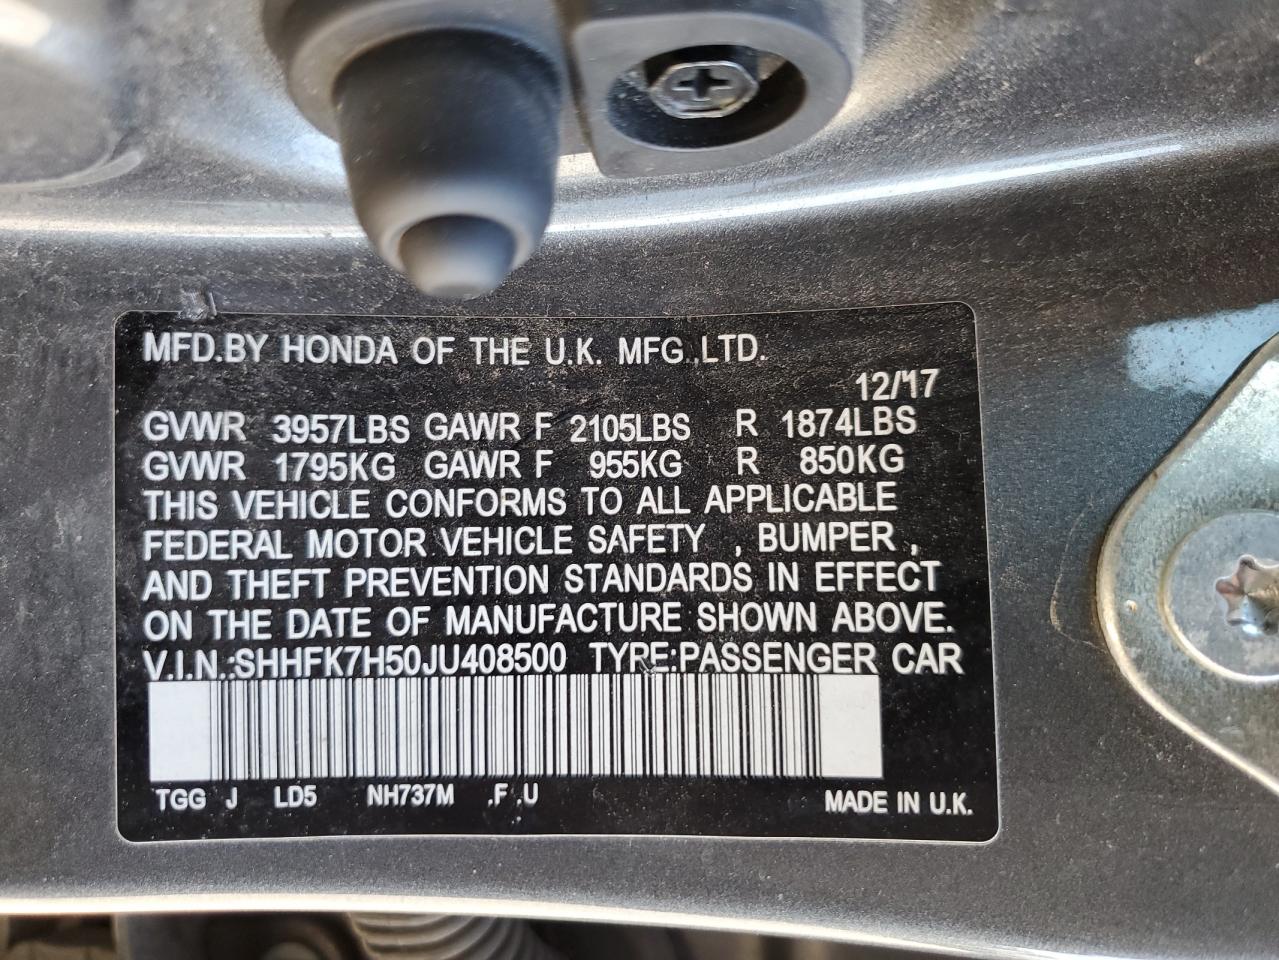 MFD.BY HONDA OF THE U.K. MFG.,LTD.
12/'17
GVWR 3957LBS GAWR F 2105LBS R 1874LBS
GVWR 1795KG GAWR F 955KG R 850KG
THIS VEHICLE CONFORMS TO ALL APPLICABLE
FEDERAL MOTOR VEHICLE SAFETY , BUMPER ,
AND THEFT PREVENTION STANDARDS IN EFFECT
ON THE DATE OF MANUFACTURE SHOWN ABOVE.
V.I.N.:SHHFK7H50JU408500 TYPE:PASSENGER CAR
TGG J LD5 NH737M .F .U MADE IN U.K.